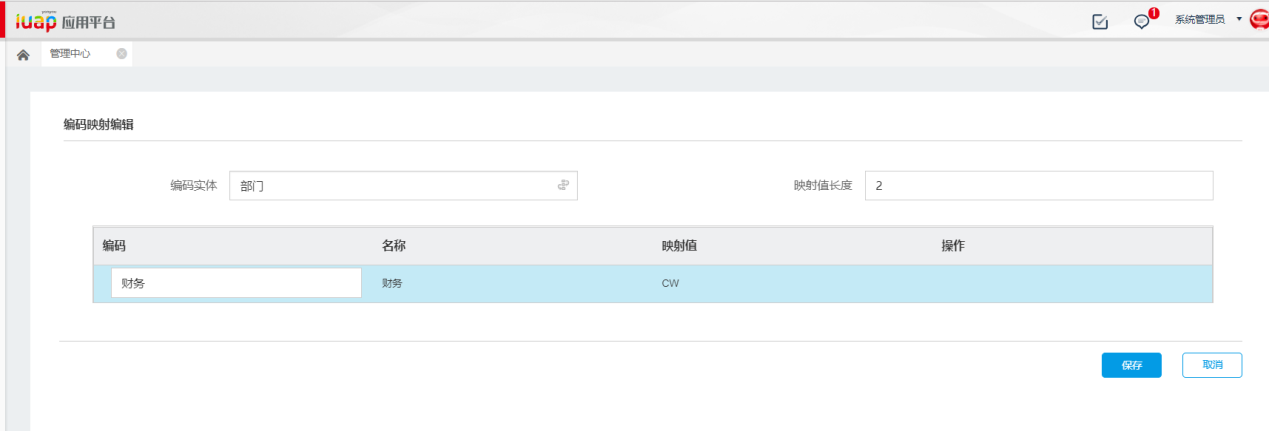 iuap 应用平台 1 系统管理员
管理中心
编码映射编辑
编码实体 部门 映射值长度 2
编码 名称 映射值 操作
财务 财务 CW
保存 取消